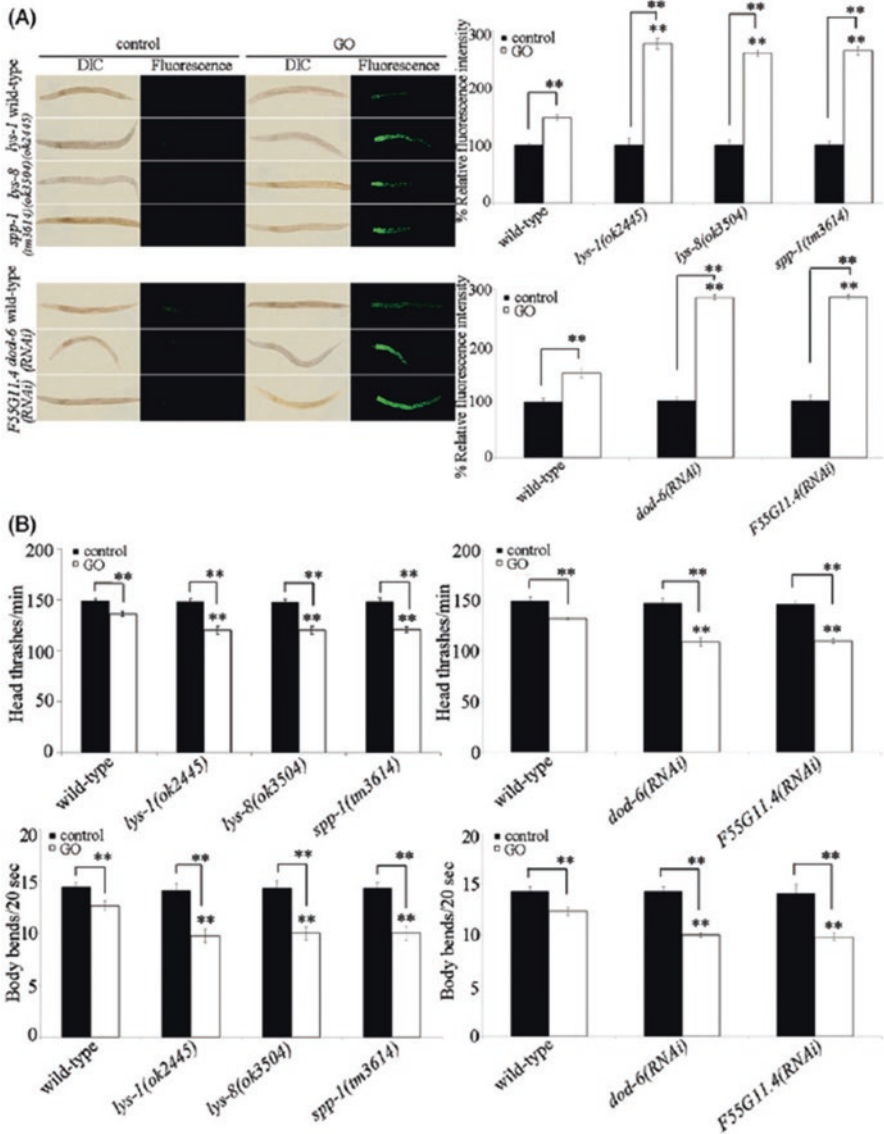 (A)
control GO
DIC Fluorescence DIC Fluorescence
wild-type
lys-1 (ok2445)
lys-8 (ok3504)
spp-1 (tm3614)
% Relative fluorescence intensity
300
200
100
0
control
GO
**
** **
** **
** **
wild-type
lys-1(ok2445)
lys-8(ok3504)
spp-1(tm3614)
wild-type
dod-6 (RNAi)
F55G11.4 (RNAi)
% Relative fluorescence intensity
300
200
100
0
control
GO
**
** **
** **
wild-type
dod-6(RNAi)
F55G11.4(RNAi)
(B)
Head thrashes/min
200
150
100
50
0
control
GO
**
** **
** **
** **
wild-type
lys-1(ok2445)
lys-8(ok3504)
spp-1(tm3614)
Head thrashes/min
200
150
100
50
0
control
GO
**
** **
** **
wild-type
dod-6(RNAi)
F55G11.4(RNAi)
Body bends/20 sec
20
15
10
5
0
control
GO
**
** **
** **
** **
wild-type
lys-1(ok2445)
lys-8(ok3504)
spp-1(tm3614)
Body bends/20 sec
20
15
10
5
0
control
GO
**
** **
** **
wild-type
dod-6(RNAi)
F55G11.4(RNAi)